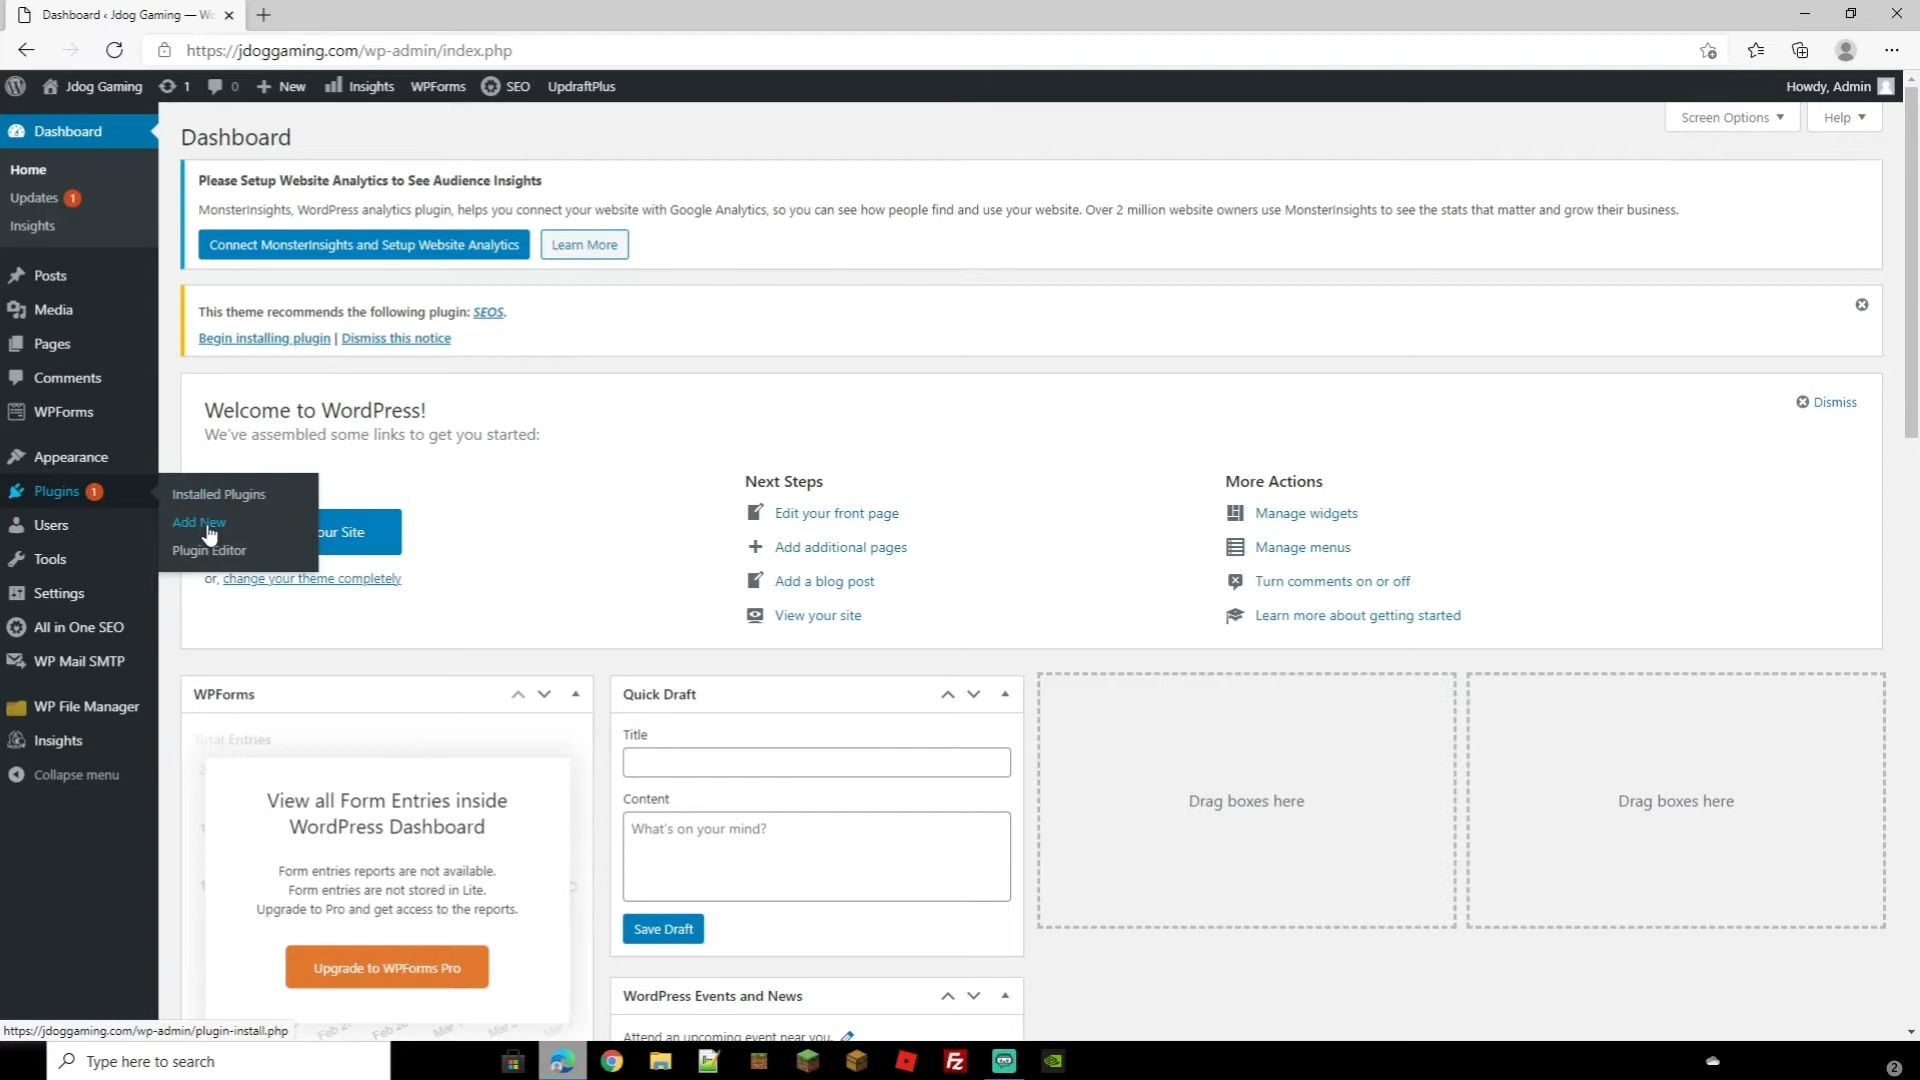 Dashboard ‹ Jdog Gaming — Wo
https://jdoggaming.com/wp-admin/index.php
Jdog Gaming 1 0 New Insights WPForms SEO UpdraftPlus Howdy, Admin
Screen Options Help
Dashboard
Home
Updates 1
Insights
Posts
Media
Pages
Comments
WPForms
Appearance
Plugins 1
Users
Tools
Settings
All in One SEO
WP Mail SMTP
WP File Manager
Insights
Collapse menu
Installed Plugins
Add New
Plugin Editor
Dashboard
Please Setup Website Analytics to See Audience Insights
MonsterInsights, WordPress analytics plugin, helps you connect your website with Google Analytics, so you can see how people find and use your website. Over 2 million website owners use MonsterInsights to see the stats that matter and grow their business.
Connect MonsterInsights and Setup Website Analytics Learn More
This theme recommends the following plugin: SEOS.
Begin installing plugin | Dismiss this notice
Welcome to WordPress!
We've assembled some links to get you started:
Dismiss
our Site
or, change your theme completely
Next Steps
Edit your front page
Add additional pages
Add a blog post
View your site
More Actions
Manage widgets
Manage menus
Turn comments on or off
Learn more about getting started
WPForms
Total Entries
View all Form Entries inside
WordPress Dashboard
Form entries reports are not available.
Form entries are not stored in Lite.
Upgrade to Pro and get access to the reports.
Upgrade to WPForms Pro
Quick Draft
Title
Content
What's on your mind?
Save Draft
WordPress Events and News
Attend an upcoming event near you.
Drag boxes here
Drag boxes here
https://jdoggaming.com/wp-admin/plugin-install.php
Type here to search
Fz
2